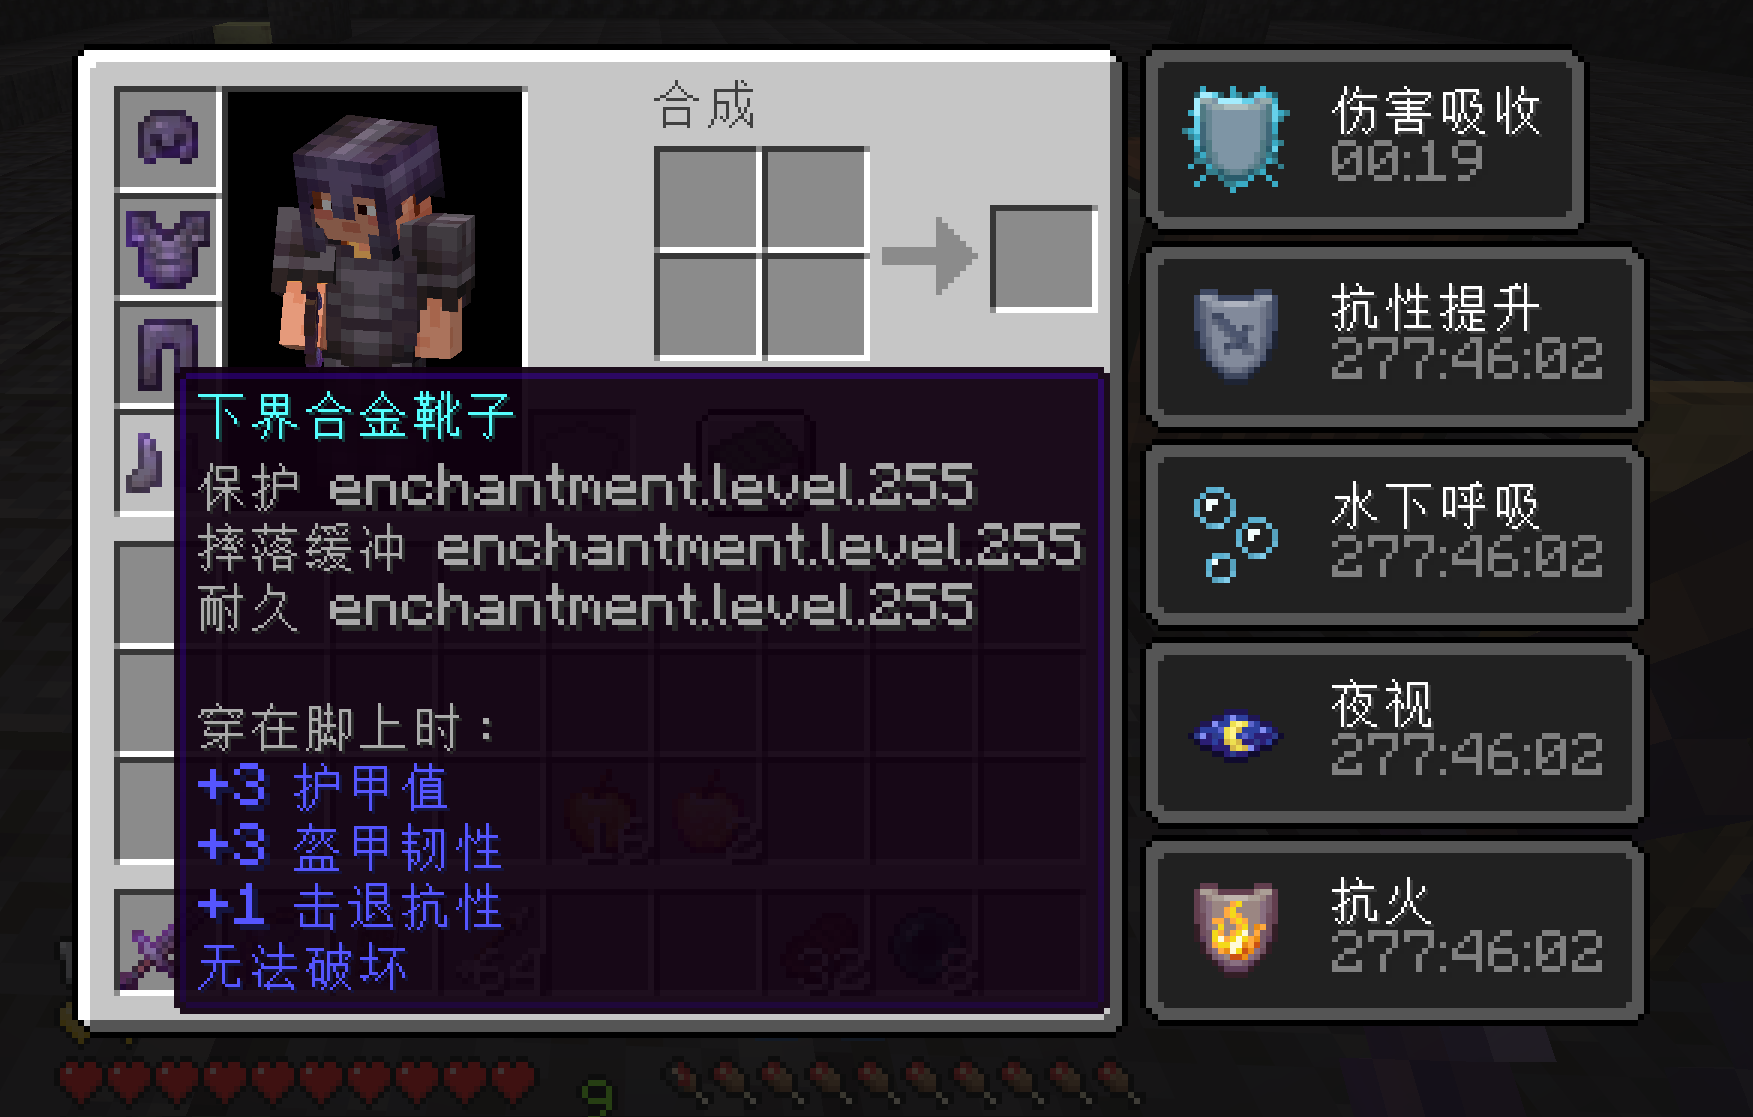 合成
下界合金靴子
保护 enchantment.level.255
摔落缓冲 enchantment.level.255
耐久 enchantment.level.255
穿在脚上时：
+3 护甲值
+3 盔甲韧性
+1 击退抗性
无法破坏
伤害吸收
00:19
抗性提升
277:46:02
水下呼吸
277:46:02
夜视
277:46:02
抗火
277:46:02
9